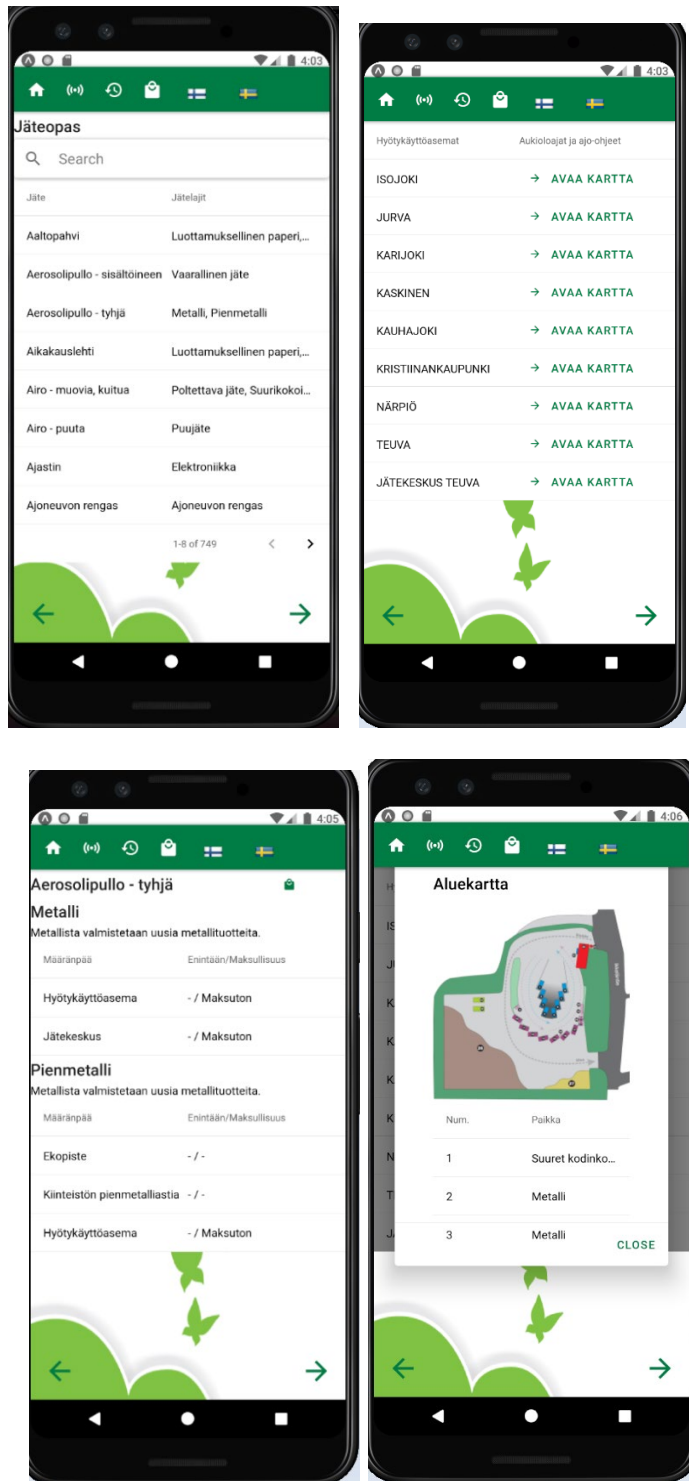 4:03
Jäteopas
Search
Jäte Jätelajit
Aaltopahvi Luottamuksellinen paperi,...
Aerosolipullo - sisältöineen Vaarallinen jäte
Aerosolipullo - tyhjä Metalli, Pienmetalli
Aikakauslehti Luottamuksellinen paperi,...
Airo - muovia, kuitua Poltettava jäte, Suurikokoi...
Airo - puuta Puujäte
Ajastin Elektroniikka
Ajoneuvon rengas Ajoneuvon rengas
1-8 of 749
4:03
Hyötykäyttöasemat Aukioloajat ja ajo-ohjeet
ISOJOKI AVAA KARTTA
JURVA AVAA KARTTA
KARIJOKI AVAA KARTTA
KASKINEN AVAA KARTTA
KAUHAJOKI AVAA KARTTA
KRISTIINANKAUPUNKI AVAA KARTTA
NÄRPIÖ AVAA KARTTA
TEUVA AVAA KARTTA
JÄTEKESKUS TEUVA AVAA KARTTA
4:05
Aerosolipullo - tyhjä
Metalli
Metallista valmistetaan uusia metallituotteita.
Määränpää Enintään/Maksullisuus
Hyötykäyttöasema - / Maksuton
Jätekeskus - / Maksuton
Pienmetalli
Metallista valmistetaan uusia metallituotteita.
Määränpää Enintään/Maksullisuus
Ekopiste - / -
Kiinteistön pienmetalliastia - / -
Hyötykäyttöasema - / Maksuton
4:06
Aluekartta
Num. Paikka
1 Suuret kodinko...
2 Metalli
3 Metalli
CLOSE